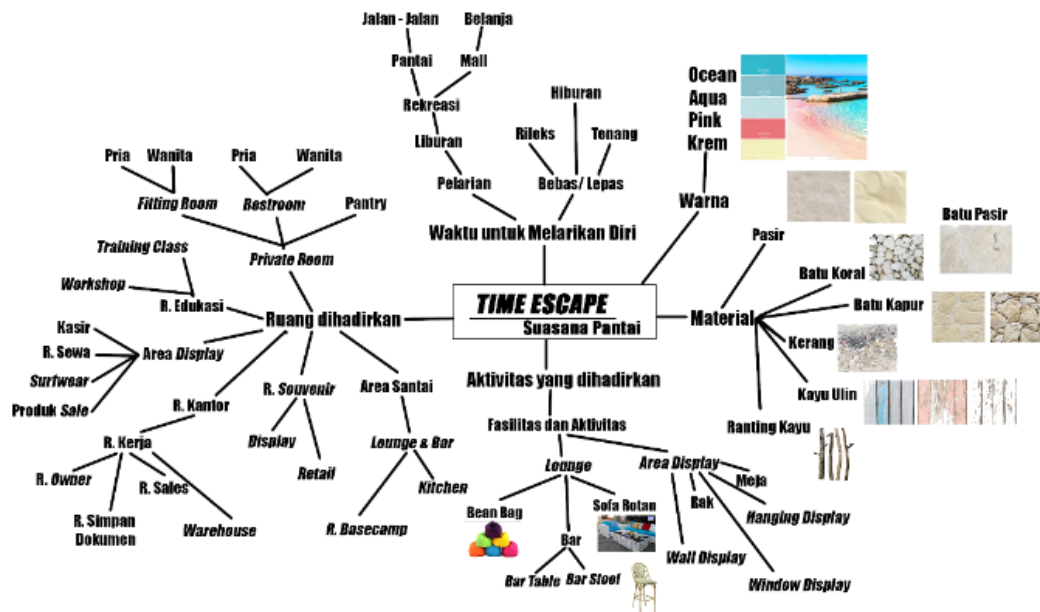 Jalan - Jalan
Belanja
Pantai
Mall
Rekreasi
Liburan
Pelarian
Hiburan
Rileks
Tenang
Bebas/ Lepas
Waktu untuk Melarikan Diri
Ocean
Aqua
Pink
Krem
Warna
Pria
Wanita
Pria
Wanita
Fitting Room
Restroom
Pantry
Private Room
Training Class
Workshop
R. Edukasi
Ruang dihadirkan
Kasir
R. Sewa
Surfwear
Produk Sale
Area Display
R. Kantor
R. Kerja
R. Owner
R. Simpan
Dokumen
R. Sales
Warehouse
R. Souvenir
Display
Retail
Area Santai
Lounge & Bar
Kitchen
R. Basecamp
TIME ESCAPE
Suasana Pantai
Aktivitas yang dihadirkan
Fasilitas dan Aktivitas
Lounge
Bean Bag
Sofa Rotan
Bar
Bar Table
Bar Stool
Area Display
Meja
Rak
Hanging Display
Wall Display
Window Display
Material
Pasir
Batu Pasir
Batu Koral
Batu Kapur
Kerang
Kayu Ulin
Ranting Kayu